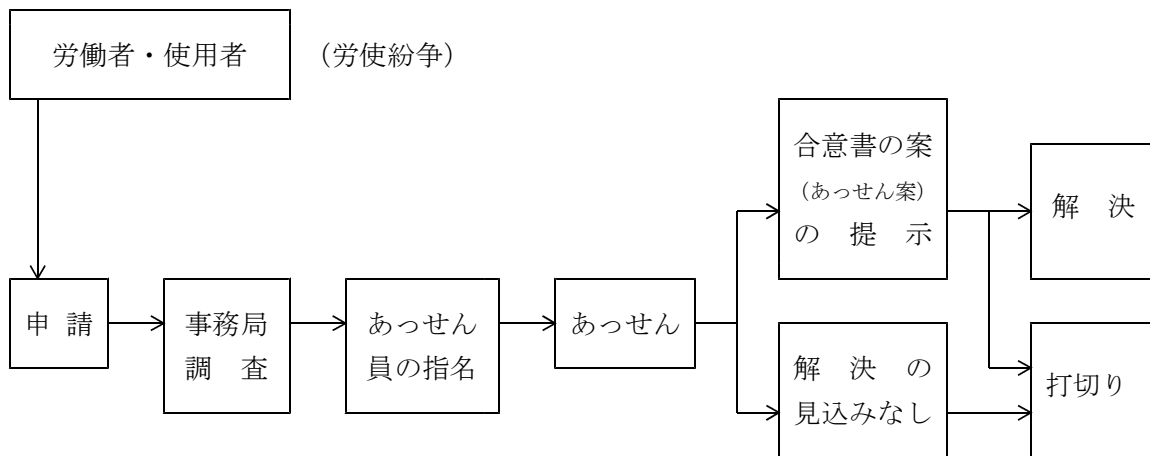 労働者・使用者
(労使紛争)
申 請
事務局
調 査
あっせん
員の指名
あっせん
合意書の案
(あっせん案)
の 提 示
解 決 の
見込みなし
解 決
打切り